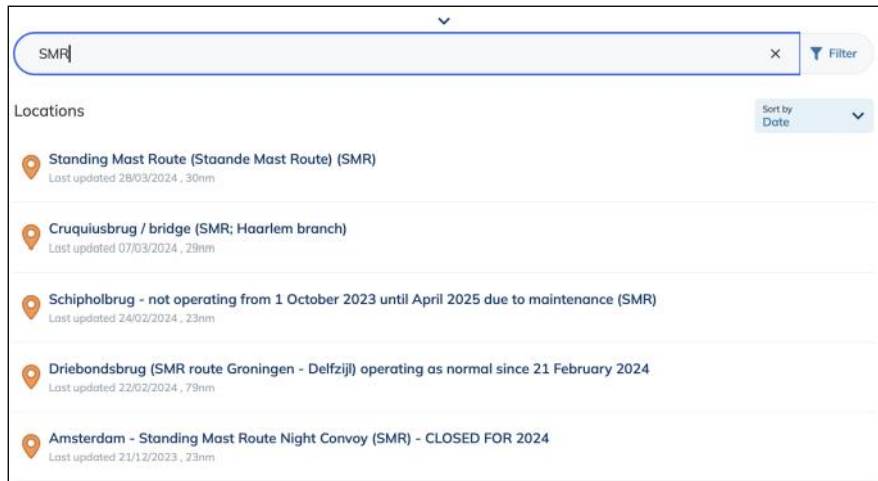 SMR
Filter
Locations
Sort by
Date
Standing Mast Route (Staande Mast Route) (SMR)
Last updated 28/03/2024 , 30nm
Cruquiusbrug / bridge (SMR; Haarlem branch)
Last updated 07/03/2024 , 29nm
Schipholbrug - not operating from 1 October 2023 until April 2025 due to maintenance (SMR)
Last updated 24/02/2024 , 23nm
Driebondsbrug (SMR route Groningen - Delfzijl) operating as normal since 21 February 2024
Last updated 22/02/2024 , 79nm
Amsterdam - Standing Mast Route Night Convoy (SMR) - CLOSED FOR 2024
Last updated 21/12/2023 , 23nm